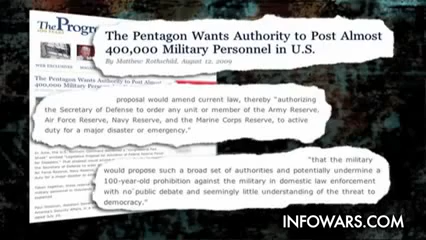 The Progre
The Pentagon Wants Authority to Post Almost
400,000 Military Personnel in U.S.
By Matthew Rothschild, August 12, 2009
The Pentagon Wants Authority to Post Almost
400,000 Military Personnel
proposal would amend current law, thereby "authorizing
the Secretary of Defense to order any unit or member of the Army Reserve,
Air Force Reserve, Navy Reserve, and the Marine Corps Reserve, to active
duty for a major disaster or emergency."
"that the military
would propose such a broad set of authorities and potentially undermine a
100-year-old prohibition against the military in domestic law enforcement
with no public debate and seemingly little understanding of the threat to
democracy."
INFOWARS.COM